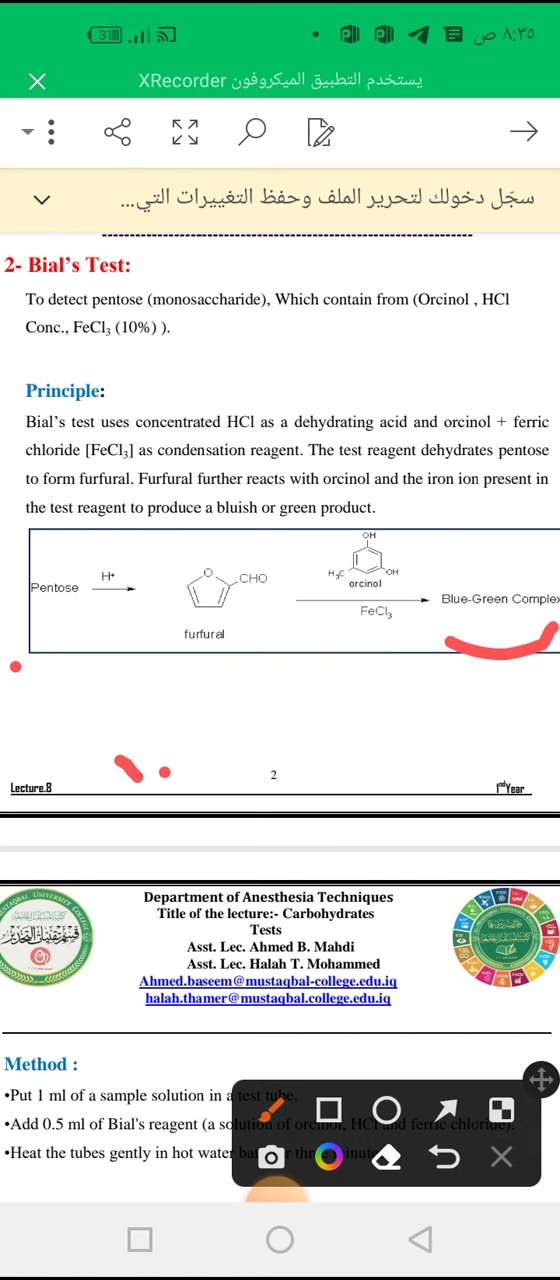 31
٨:٣٥ ص
يستخدم التطبيق الميكروفون XRecorder
سجّل دخولك لتحرير الملف وحفظ التغييرات التي...
2- Bial's Test:
To detect pentose (monosaccharide), Which contain from (Orcinol , HCl
Conc., FeCl₃ (10%) ).
Principle:
Bial's test uses concentrated HCl as a dehydrating acid and orcinol + ferric
chloride [FeCl₃] as condensation reagent. The test reagent dehydrates pentose
to form furfural. Furfural further reacts with orcinol and the iron ion present in
the test reagent to produce a bluish or green product.
OH
Pentose H⁺ O CHO H₃C OH
orcinol
FeCl₃ Blue-Green Complex
furfural
2
Lecture.8 1ndYear
Department of Anesthesia Techniques
Title of the lecture:- Carbohydrates
Tests
Asst. Lec. Ahmed B. Mahdi
Asst. Lec. Halah T. Mohammed
Ahmed.baseem@mustaqbal-college.edu.iq
halah.thamer@mustaqbal.college.edu.iq
Method :
•Put 1 ml of a sample solution in a test tube.
•Add 0.5 ml of Bial's reagent (a solution of orcinol, HCl and ferric chloride).
•Heat the tubes gently in hot water